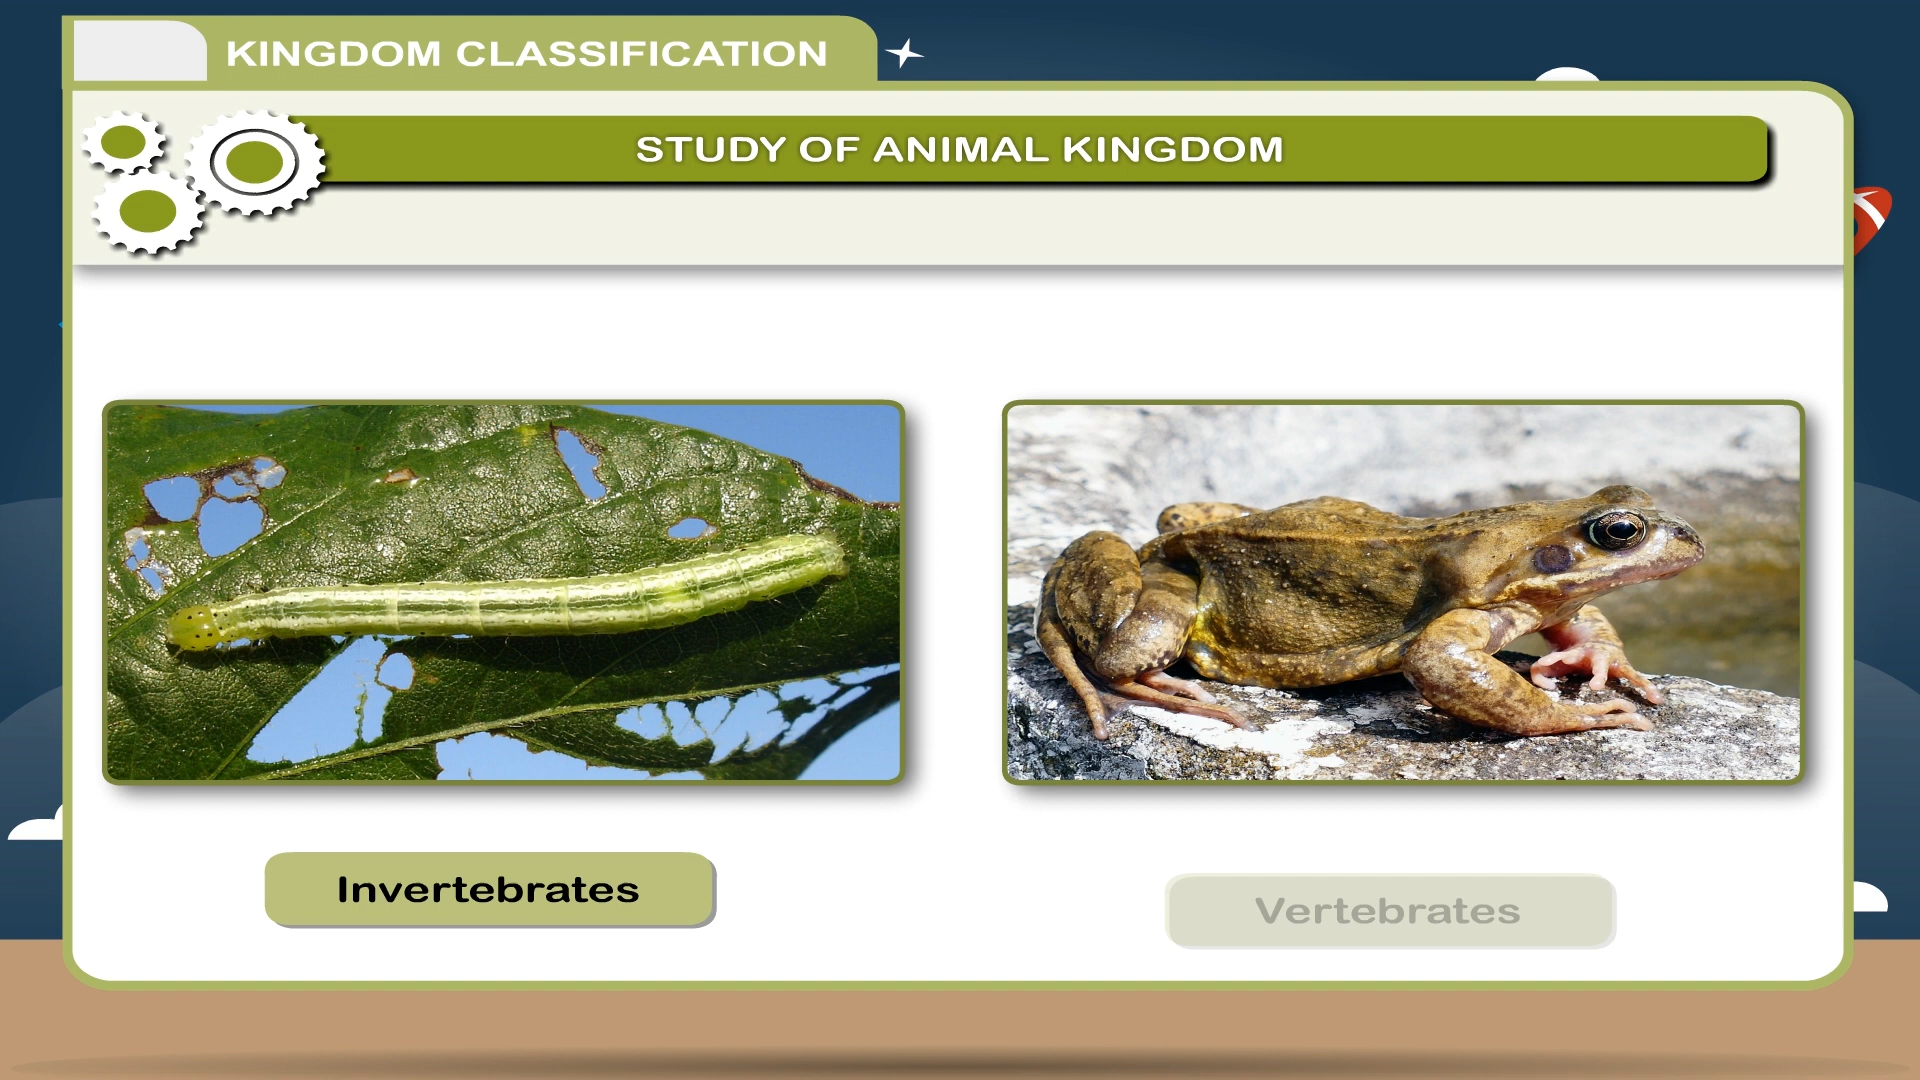 KINGDOM CLASSIFICATION
STUDY OF ANIMAL KINGDOM
Invertebrates
Vertebrates